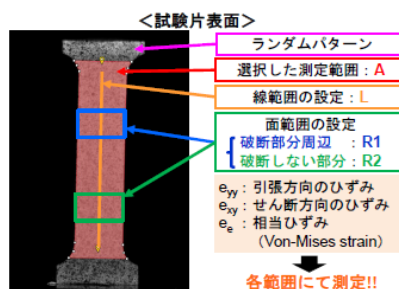 ＜試験片表面＞
ランダムパターン
選択した測定範囲：A
線範囲の設定：L
面範囲の設定
破断部分周辺　：R1
破断しない部分：R2
eyy：引張方向のひずみ
exy：せん断方向のひずみ
ee：相当ひずみ
（Von-Mises strain）
各範囲にて測定!!